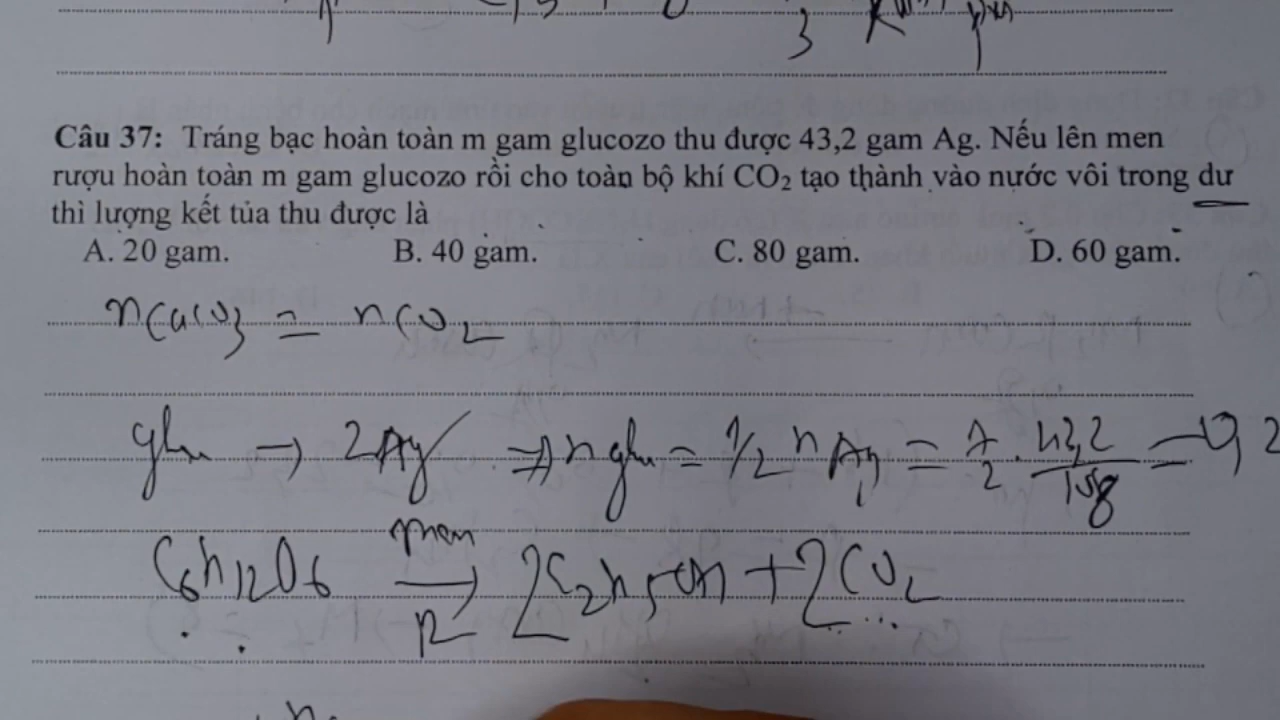 Câu 37: Tráng bạc hoàn toàn m gam glucozo thu được 43,2 gam Ag. Nếu lên men
rượu hoàn toàn m gam glucozo rồi cho toàn bộ khí CO₂ tạo thành vào nước vôi trong dư
thì lượng kết tủa thu được là
A. 20 gam. B. 40 gam. C. 80 gam. D. 60 gam.
nCaCO3 = nCO2
glu → 2Ag ⇒ nglu = 1/2 nAg = 1/2 . 43,2/108 = 0,2
C6H12O6 men → 2C2H5OH + 2CO2